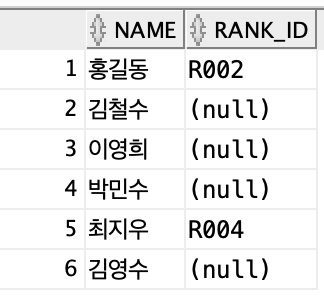 NAME RANK_ID
1 홍길동 R002
2 김철수 (null)
3 이영희 (null)
4 박민수 (null)
5 최지우 R004
6 김영수 (null)